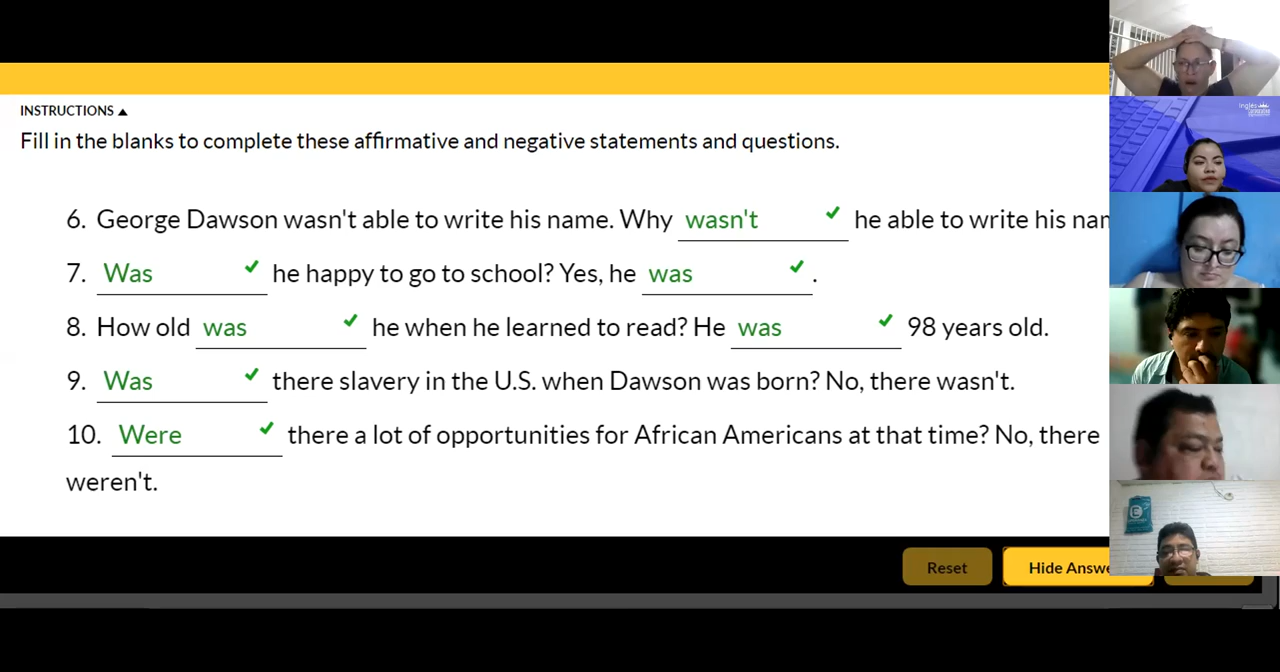 INSTRUCTIONS ▲
Fill in the blanks to complete these affirmative and negative statements and questions.
6. George Dawson wasn't able to write his name. Why wasn't ✔ he able to write his nam
7. Was ✔ he happy to go to school? Yes, he was ✔ .
8. How old was ✔ he when he learned to read? He was ✔ 98 years old.
9. Was ✔ there slavery in the U.S. when Dawson was born? No, there wasn't.
10. Were ✔ there a lot of opportunities for African Americans at that time? No, there
weren't.
Reset
Hide Answe
Inglés